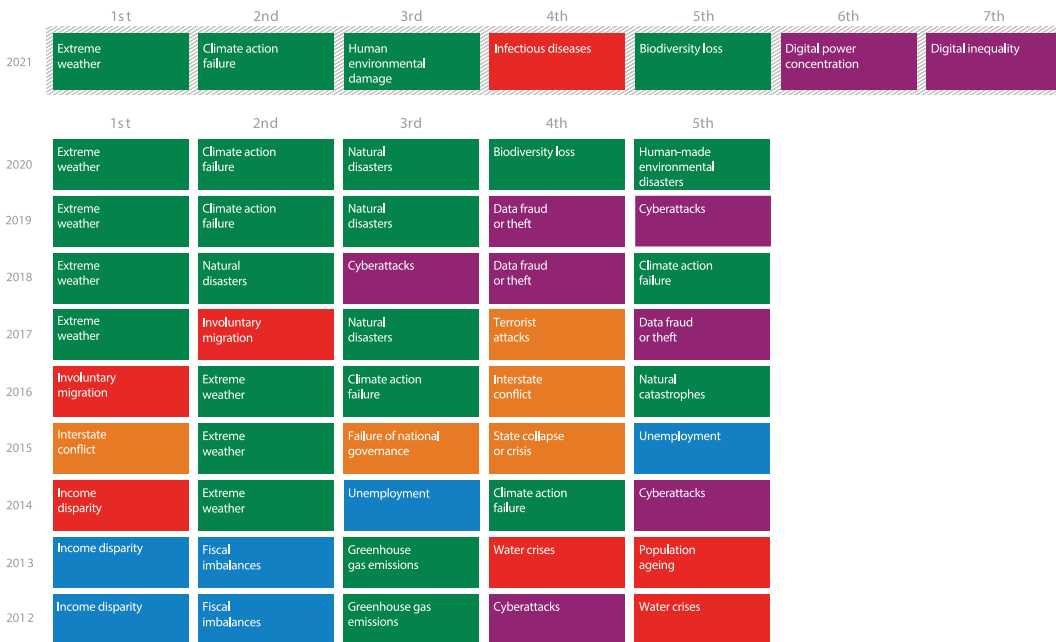 1st 2nd 3rd 4th 5th 6th 7th
2021
Extreme
weather
Climate action
failure
Human
environmental
damage
Infectious diseases
Biodiversity loss
Digital power
concentration
Digital inequality
1st 2nd 3rd 4th 5th
2020
Extreme
weather
Climate action
failure
Natural
disasters
Biodiversity loss
Human-made
environmental
disasters
2019
Extreme
weather
Climate action
failure
Natural
disasters
Data fraud
or theft
Cyberattacks
2018
Extreme
weather
Natural
disasters
Cyberattacks
Data fraud
or theft
Climate action
failure
2017
Extreme
weather
Involuntary
migration
Natural
disasters
Terrorist
attacks
Data fraud
or theft
2016
Involuntary
migration
Extreme
weather
Climate action
failure
Interstate
conflict
Natural
catastrophes
2015
Interstate
conflict
Extreme
weather
Failure of national
governance
State collapse
or crisis
Unemployment
2014
Income
disparity
Extreme
weather
Unemployment
Climate action
failure
Cyberattacks
2013
Income disparity
Fiscal
imbalances
Greenhouse
gas emissions
Water crises
Population
ageing
2012
Income disparity
Fiscal
imbalances
Greenhouse gas
emissions
Cyberattacks
Water crises